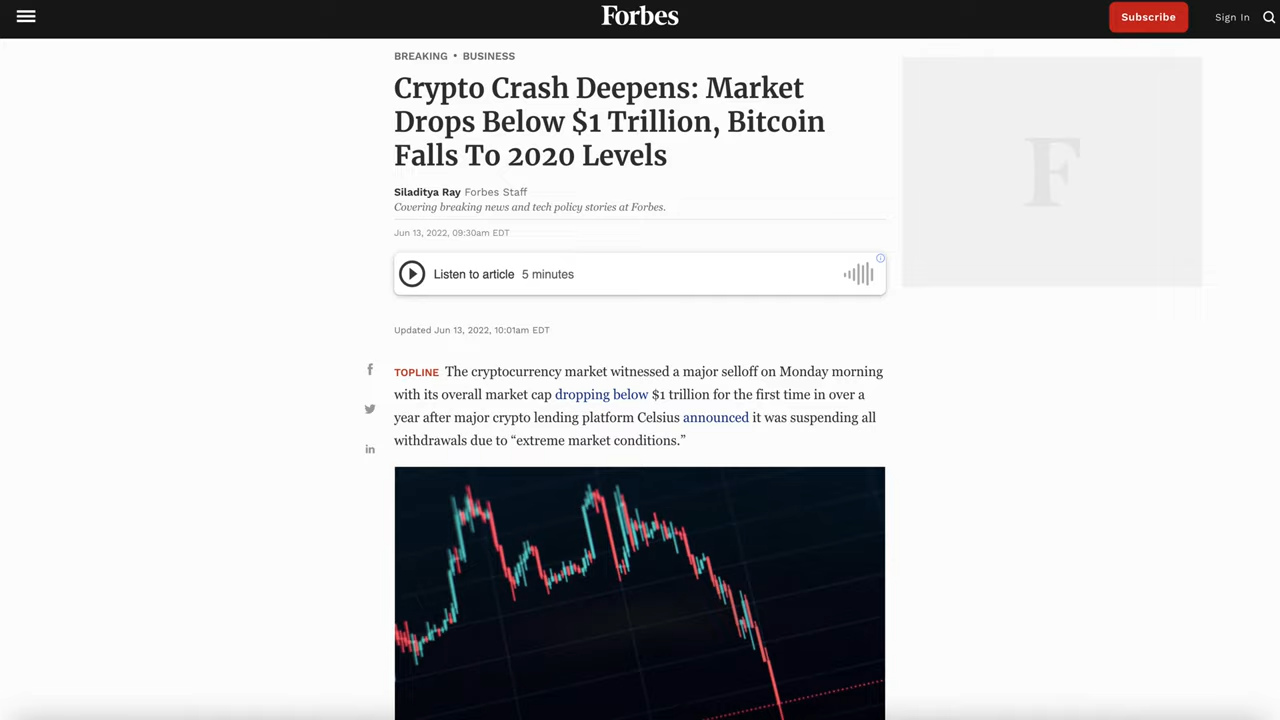 Forbes
Subscribe
Sign In
BREAKING • BUSINESS
Crypto Crash Deepens: Market
Drops Below $1 Trillion, Bitcoin
Falls To 2020 Levels
Siladitya Ray Forbes Staff
Covering breaking news and tech policy stories at Forbes.
Jun 13, 2022, 09:30am EDT
Listen to article 5 minutes
Updated Jun 13, 2022, 10:01am EDT
TOPLINE The cryptocurrency market witnessed a major selloff on Monday morning
with its overall market cap dropping below $1 trillion for the first time in over a
year after major crypto lending platform Celsius announced it was suspending all
withdrawals due to “extreme market conditions.”
F